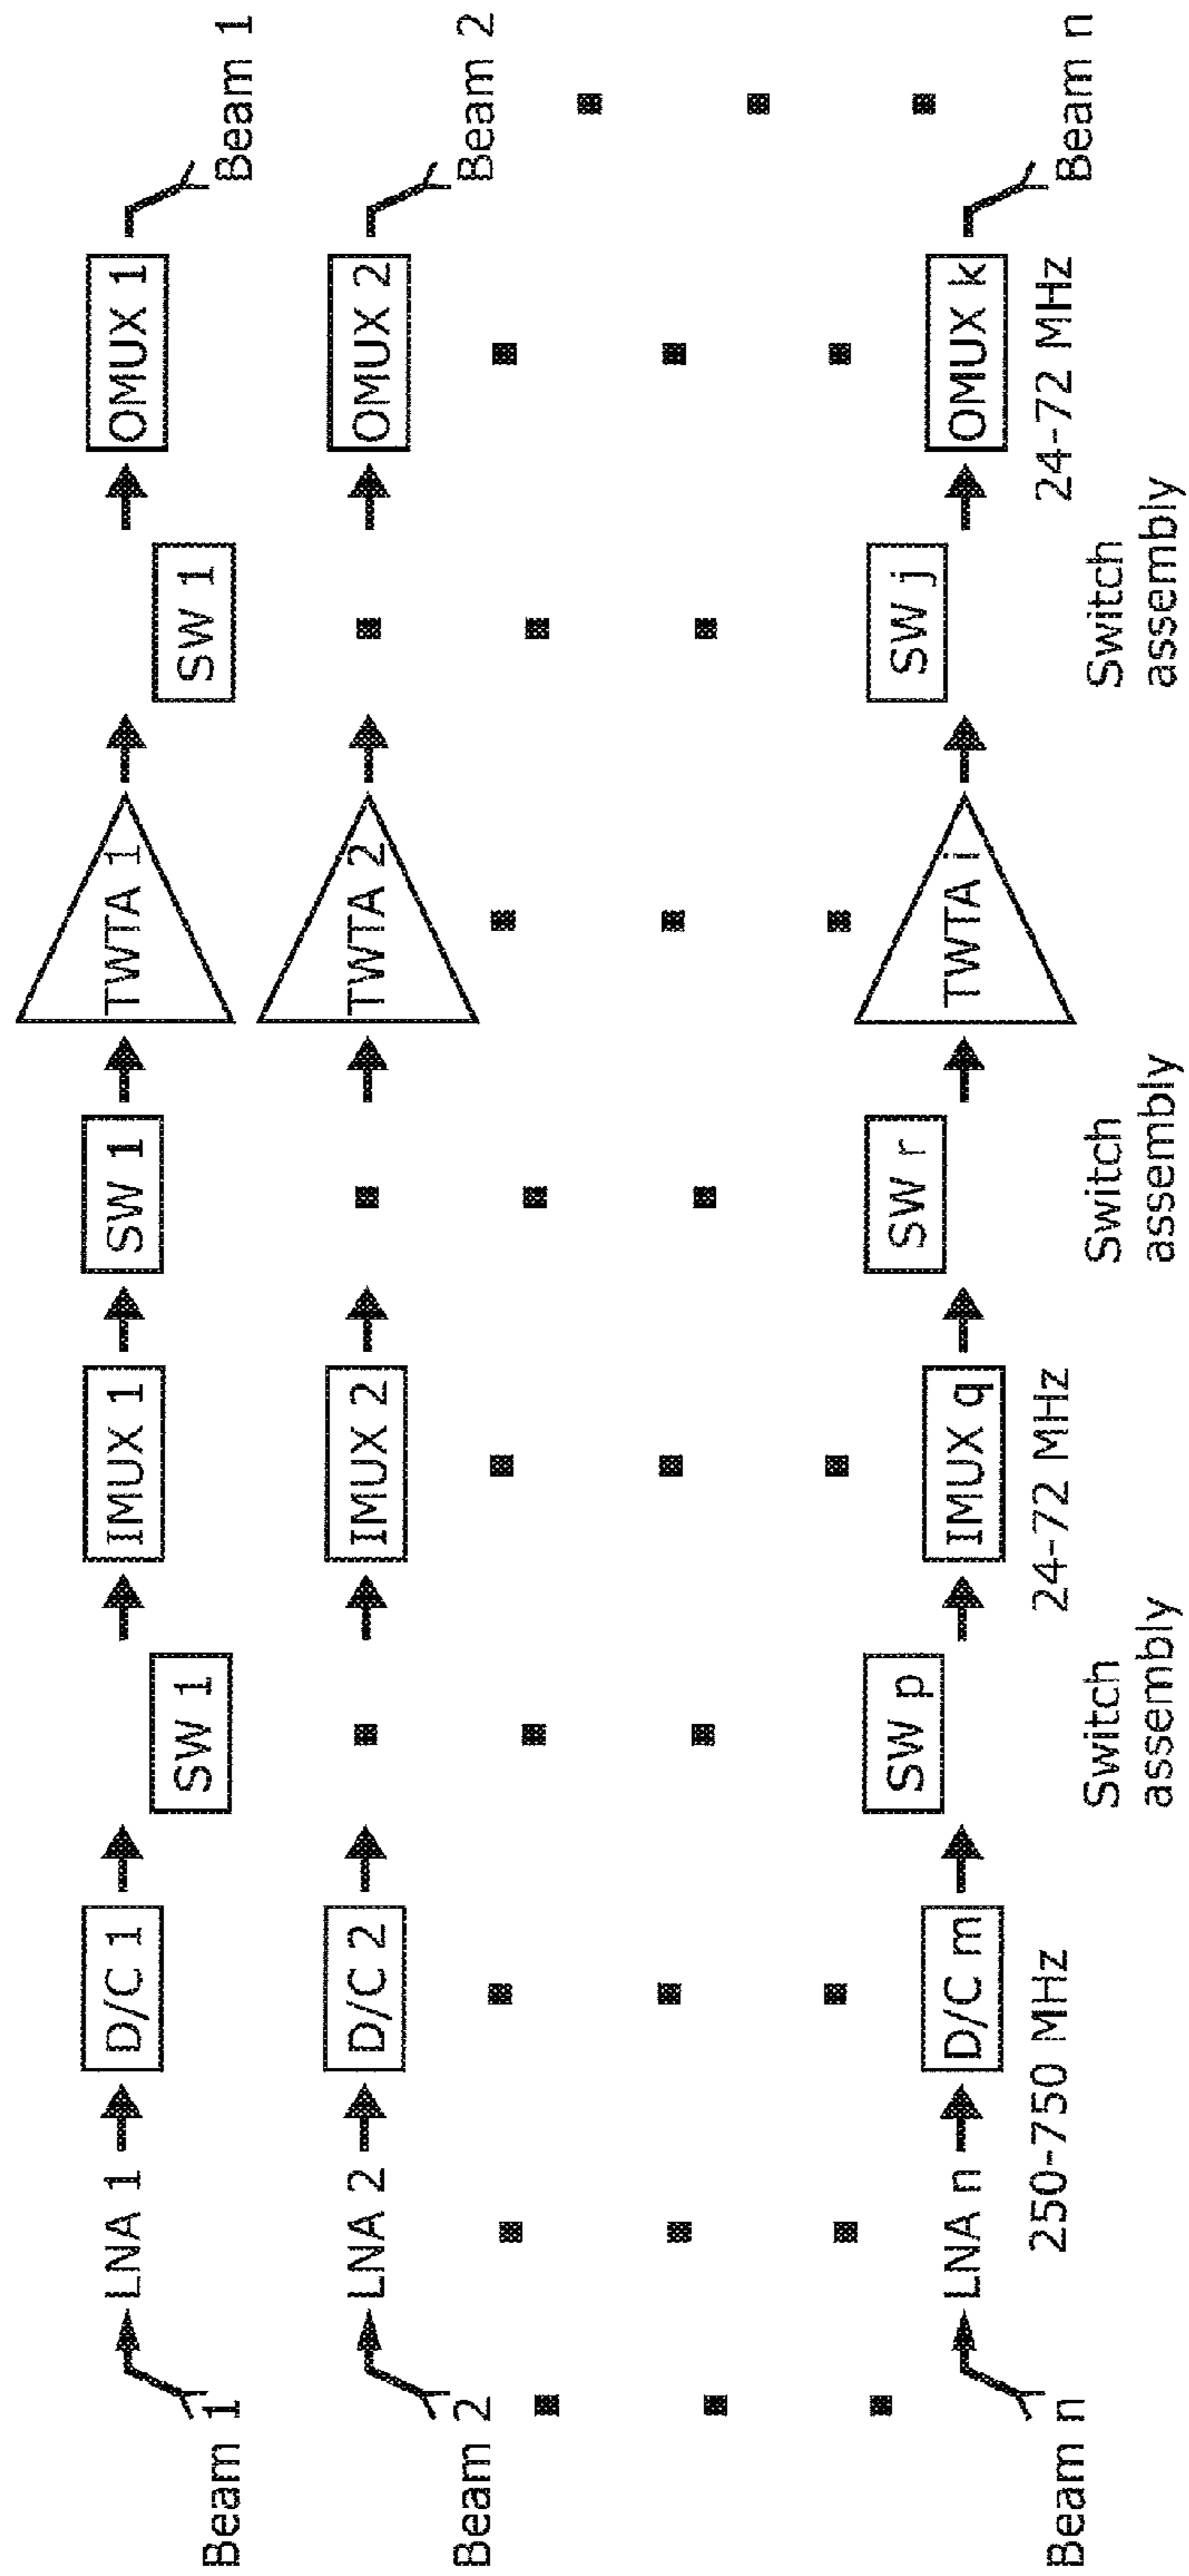 Beam 1
LNA 1
D/C 1
SW 1
IMUX 1
SW 1
TWTA 1
SW 1
OMUX 1
Beam 1
Beam 2
LNA 2
D/C 2
IMUX 2
TWTA 2
OMUX 2
Beam 2
Beam n
LNA n
D/C m
SW p
IMUX q
SW r
TWTA i
SW j
OMUX k
Beam n
250-750 MHz
24-72 MHz
24-72 MHz
Switch
assembly
Switch
assembly
Switch
assembly